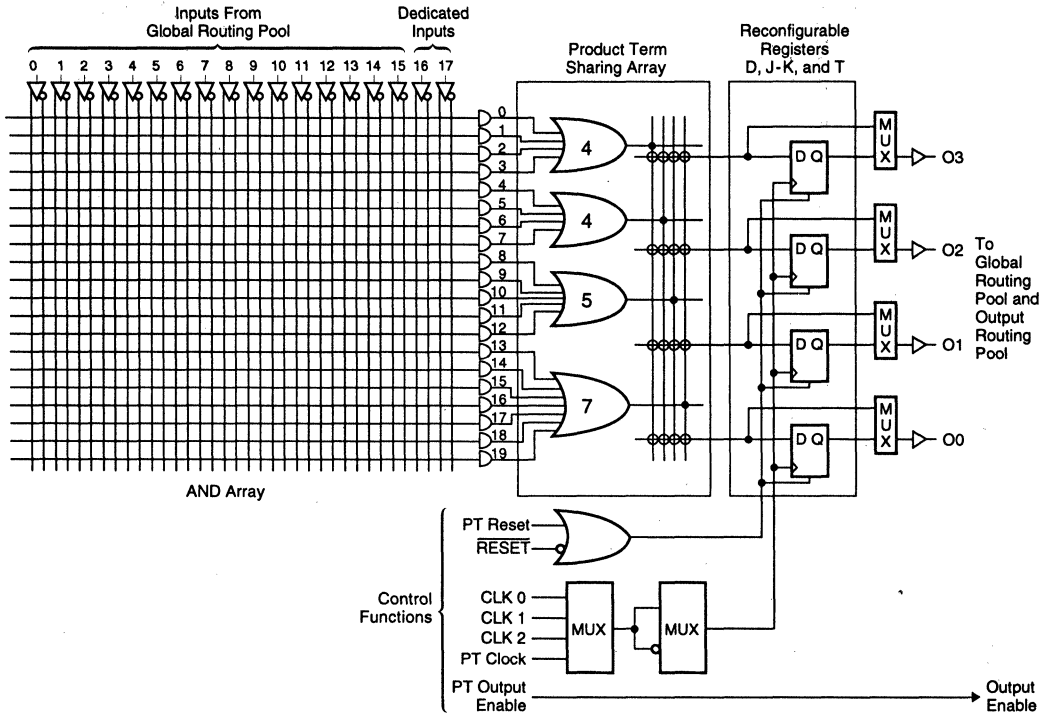 Inputs From
Global Routing Pool
Dedicated
Inputs
0 1 2 3 4 5 6 7 8 9 10 11 12 13 14 15 16 17
Product Term
Sharing Array
Reconfigurable
Registers
D, J-K, and T
0
1
2
3
4
5
6
7
8
9
10
11
12
13
14
15
16
17
18
19
4
4
5
7
D Q
MUX
O3
D Q
MUX
O2
D Q
MUX
O1
D Q
MUX
O0
To
Global
Routing
Pool and
Output
Routing
Pool
AND Array
Control
Functions
PT Reset
RESET
CLK 0
CLK 1
CLK 2
PT Clock
MUX
MUX
PT Output
Enable
Output
Enable